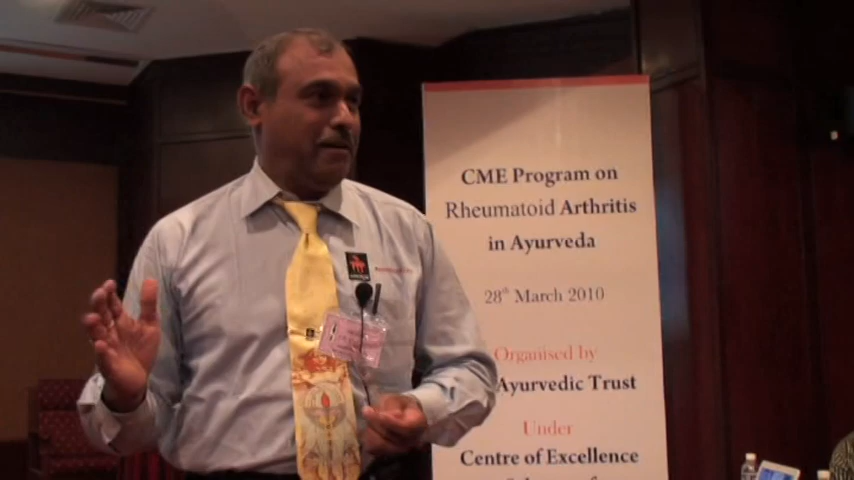 CME Program on
Rheumatoid Arthritis
in Ayurveda
28th March 2010
Organised by
Ayurvedic Trust
Under
Centre of Excellence